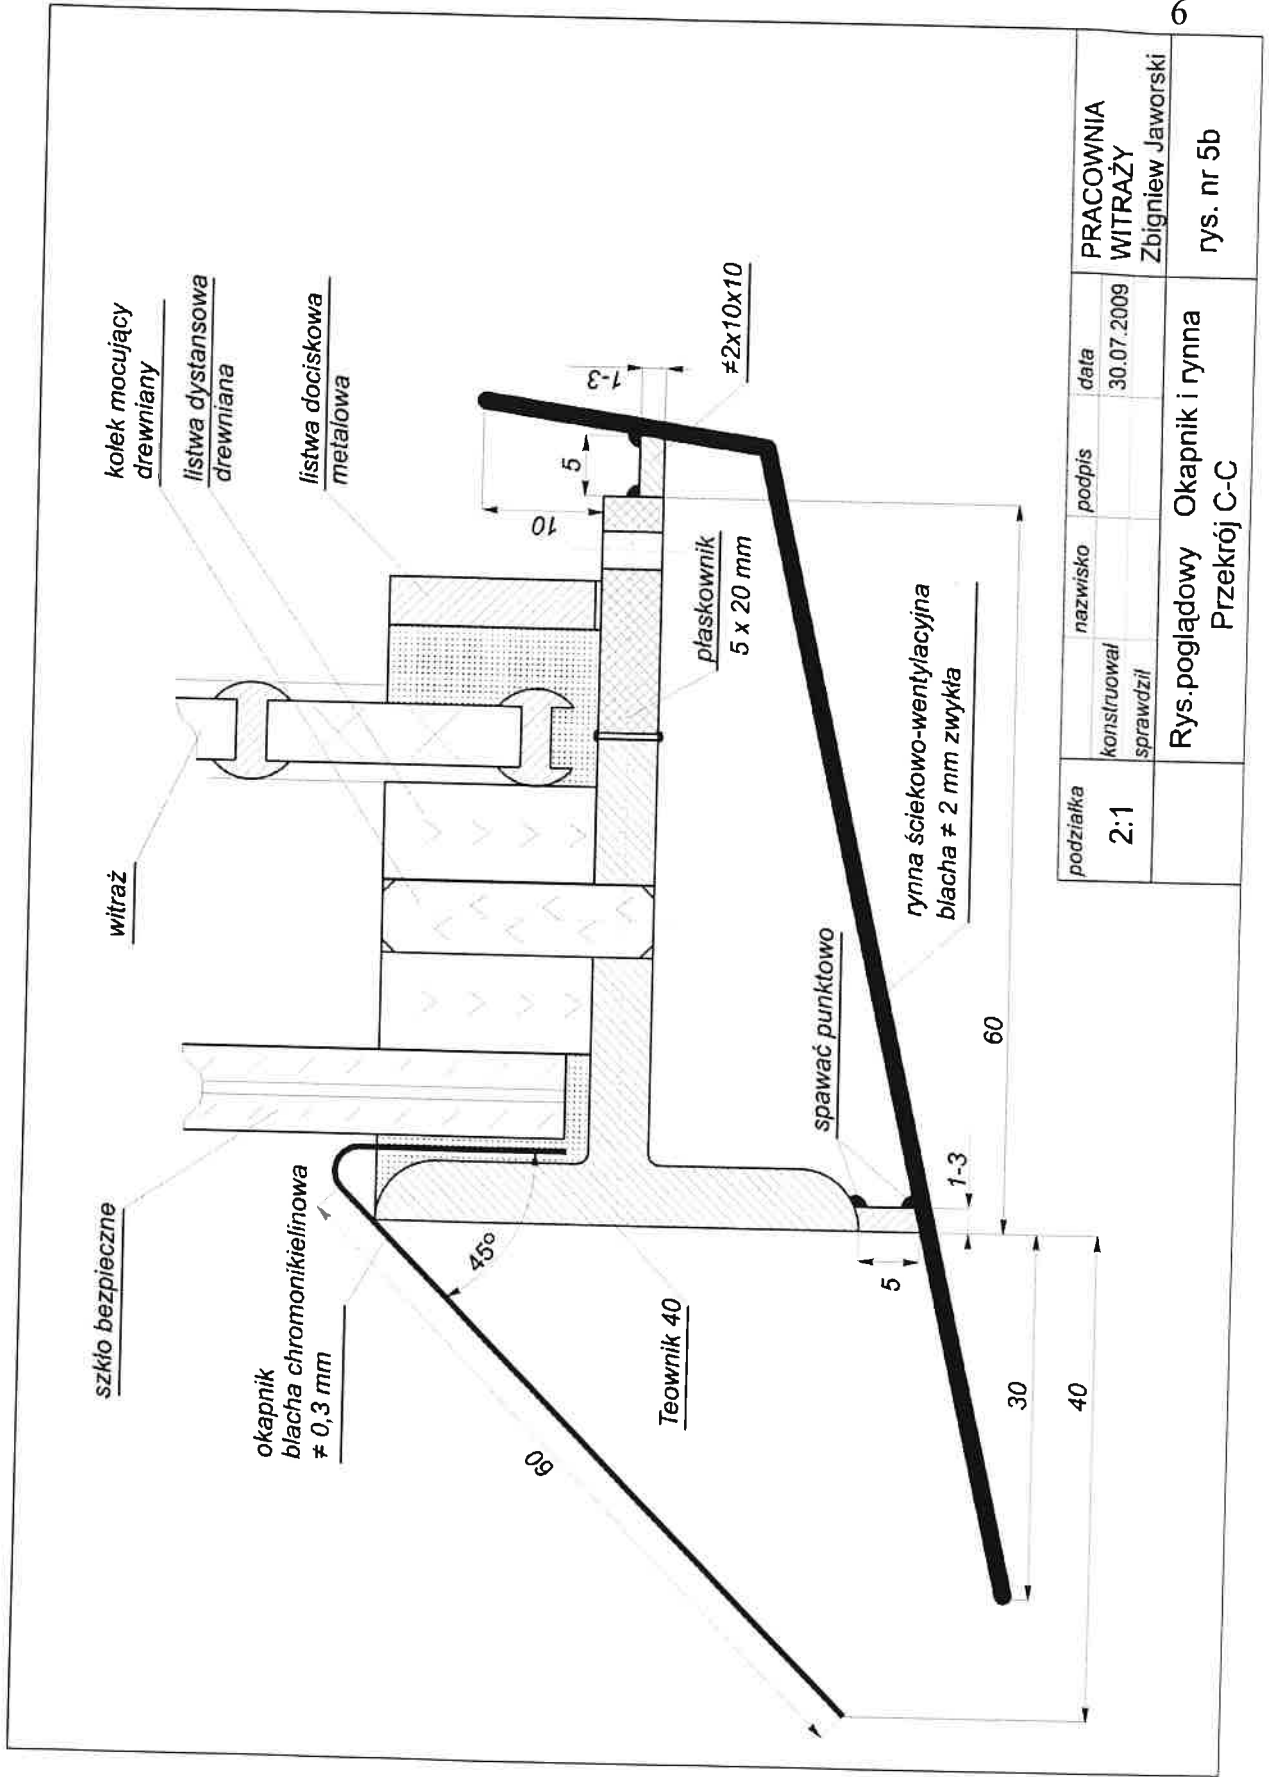 6
witraż
kołek mocujący
drewniany
listwa dystansowa
drewniana
listwa dociskowa
metalowa
szkło bezpieczne
okapnik
blacha chromonikielinowa
≠ 0,3 mm
45°
60
Teownik 40
10
5
1-3
≠2x10x10
płaskownik
5 x 20 mm
spawać punktowo
rynna ściekowo-wentylacyjna
blacha ≠ 2 mm zwykła
5
1-3
60
30
40
podziałka
2:1
nazwisko
podpis
data
konstruował
30.07.2009
sprawdził
PRACOWNIA
WITRAŻY
Zbigniew Jaworski
Rys.poglądowy Okapnik i rynna
Przekrój C-C
rys. nr 5b